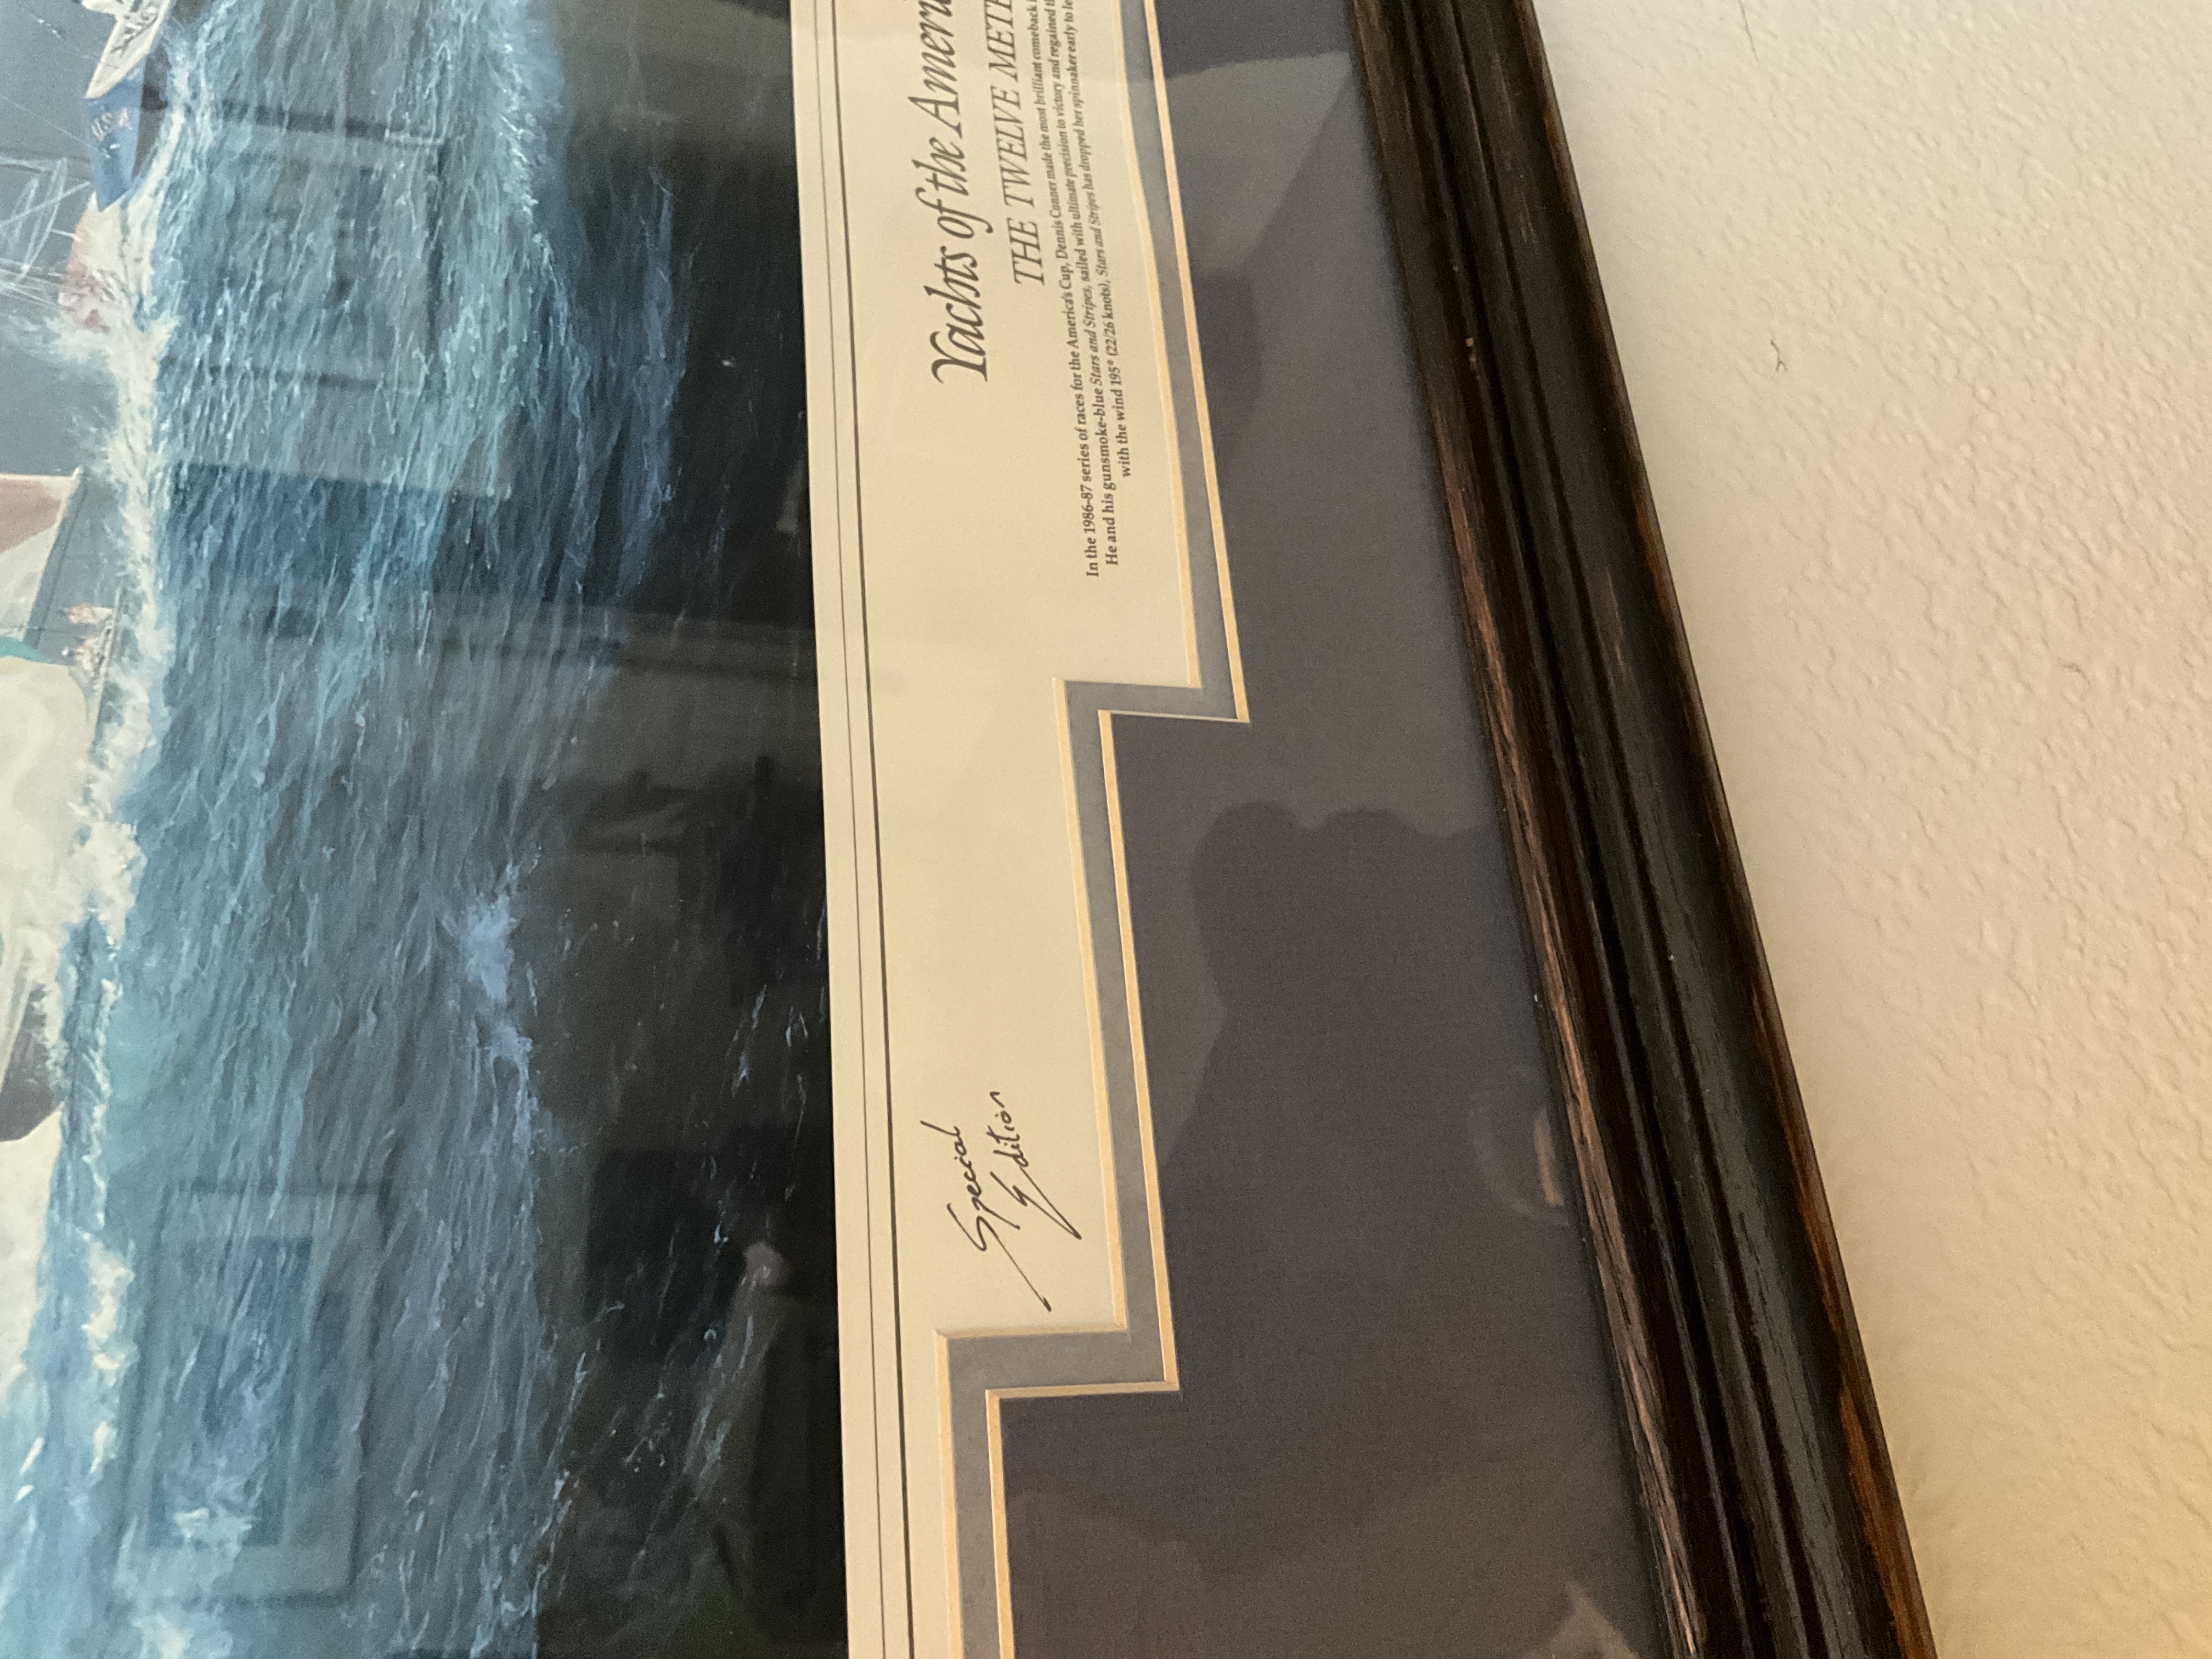 Yachts of the Ameri
THE TWELVE METE
In the 1986-87 series of races for the America's Cup, Dennis Conner made the most brilliant comeback
He and his gunsmoke-blue Stars and Stripes, sailed with ultimate precision to victory and regained
with the wind 195° (22/26 knots), Stars and Stripes has dropped her spinnaker early to le
Special
Edition